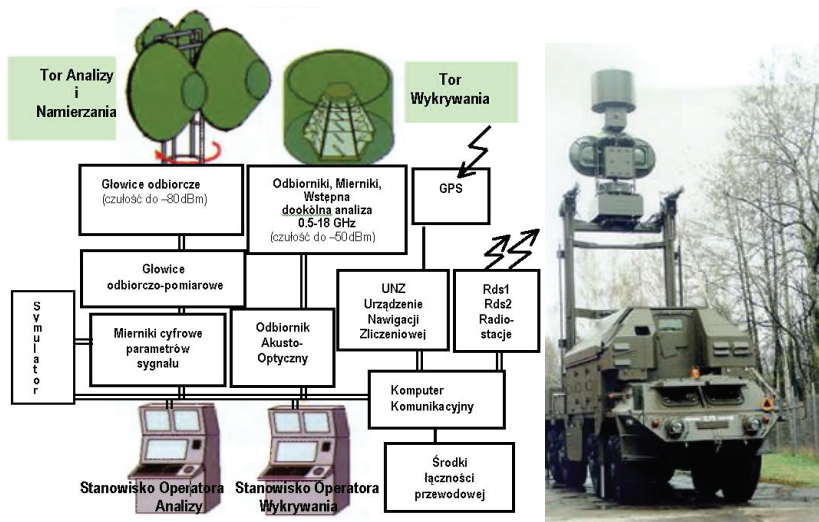 Tor Analizy
i
Namierzania
Tor
Wykrywania
Głowice odbiorcze
(czułość do –80dBm)
Odbiorniki, Mierniki,
Wstępna
dookólna analiza
0.5-18 GHz
(czułość do –50dBm)
GPS
Głowice
odbiorczo-pomiarowe
UNZ
Urządzenie
Nawigacji
Zliczeniowej
Rds1
Rds2
Radio-
stacje
Symulator
Mierniki cyfrowe
parametrów
sygnału
Odbiornik
Akusto-
Optyczny
Komputer
Komunikacyjny
Stanowisko Operatora
Analizy
Stanowisko Operatora
Wykrywania
Środki
łączności
przewodowej